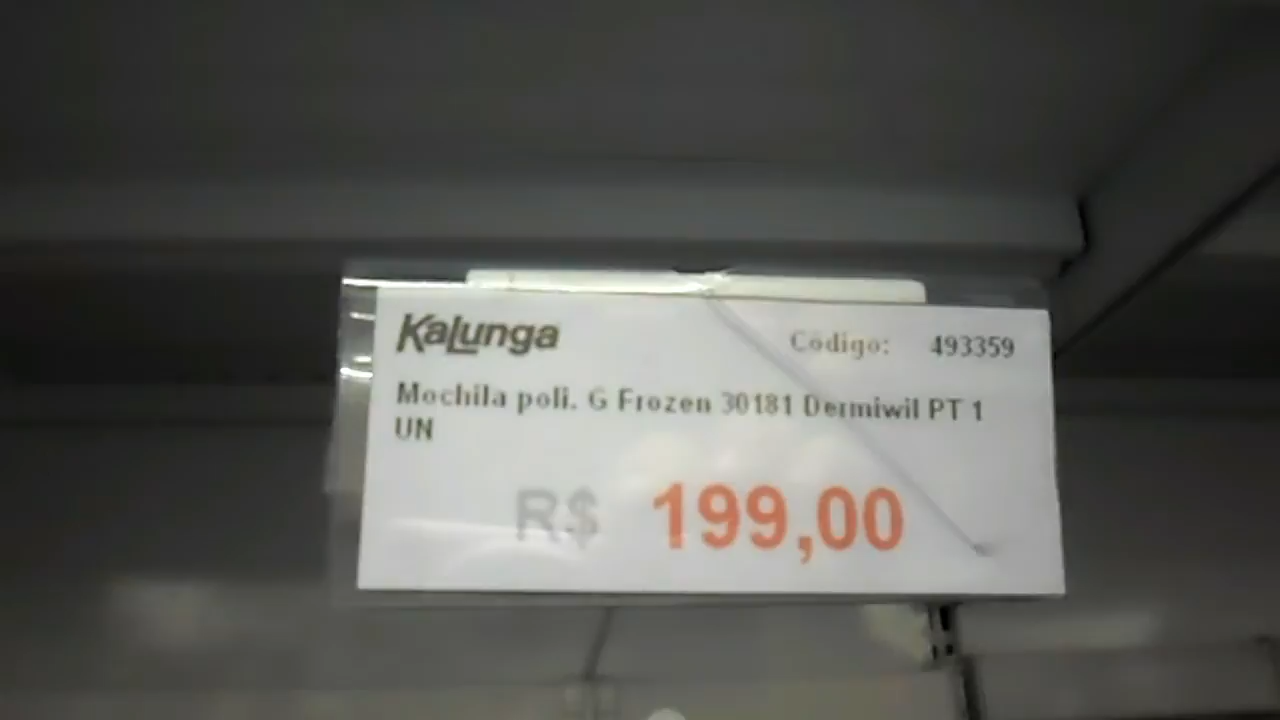 Kalunga
Código: 493359
Mochila poli. G Frozen 30181 Dermiwil PT 1
UN
R$ 199,00